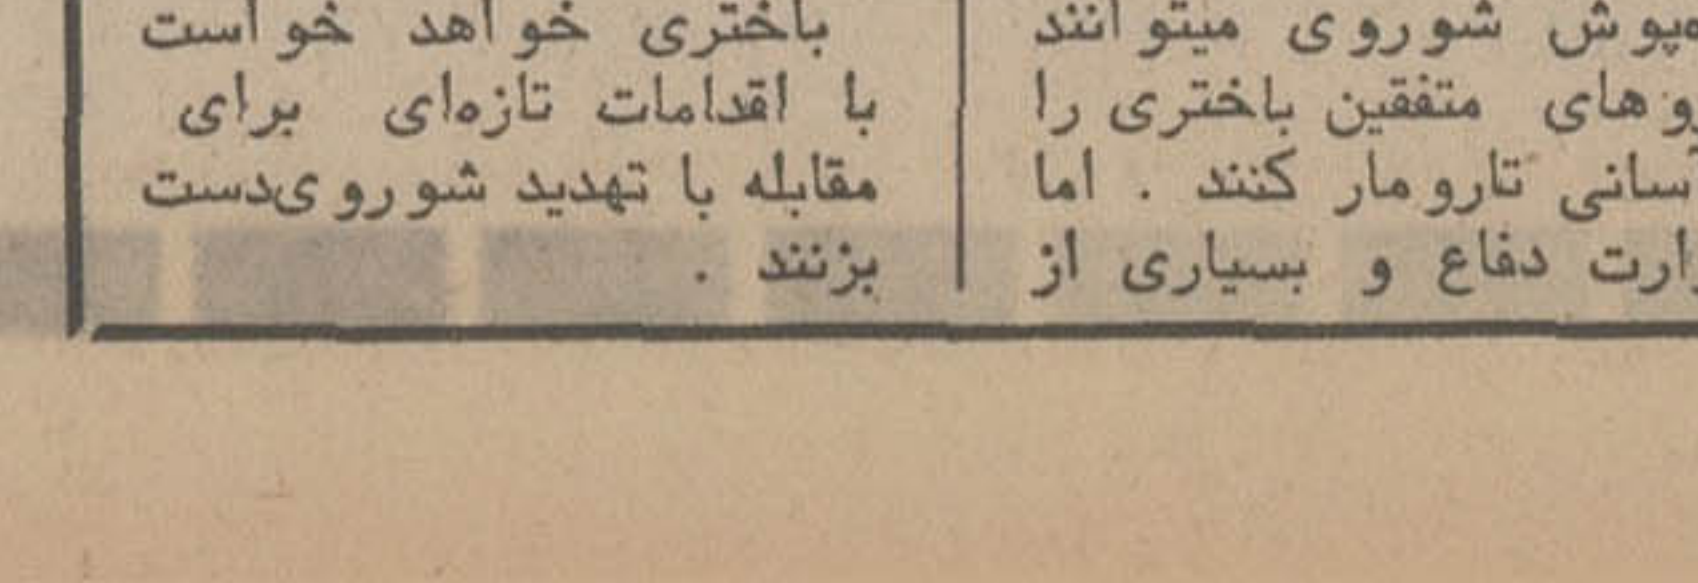 شوروی میتوانند
متفقین باختری را
تارومار کنند . اما
دفاع و بسیاری از
باختری خواهد خواست
با اقدامات تازه‌ای برای
مقابله با تهدید شوروی‌دست
بزنند .